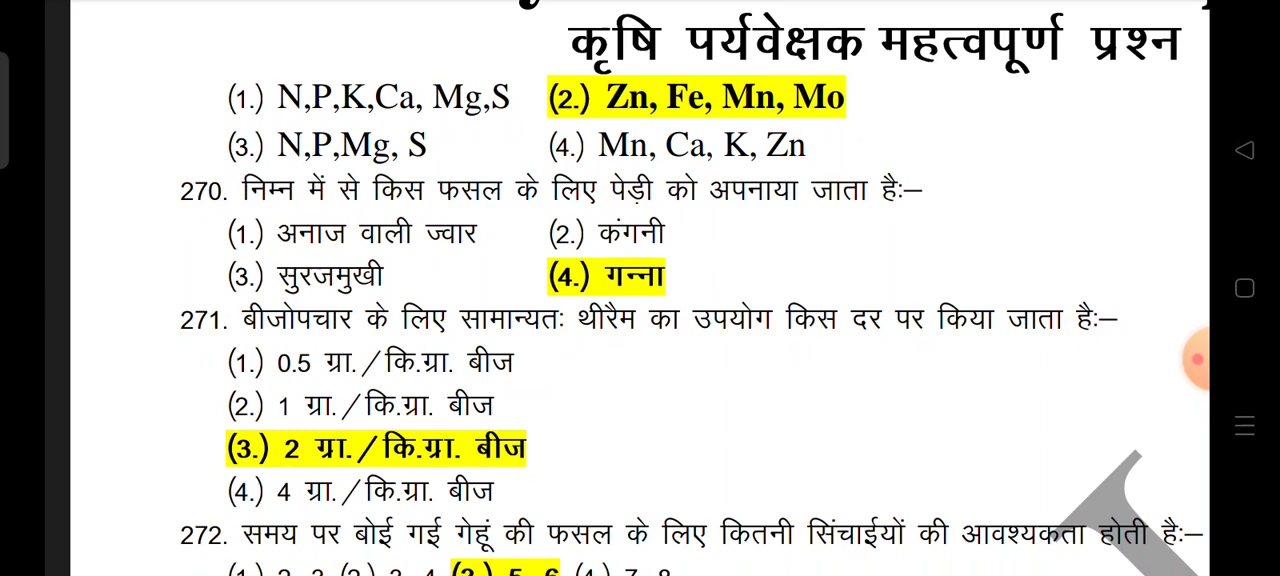 कृषि पर्यवेक्षक महत्वपूर्ण प्रश्न
(1.) N,P,K,Ca, Mg,S (2.) Zn, Fe, Mn, Mo
(3.) N,P,Mg, S (4.) Mn, Ca, K, Zn
270. निम्न में से किस फसल के लिए पेड़ी को अपनाया जाता है:–
(1.) अनाज वाली ज्वार (2.) कंगनी
(3.) सुरजमुखी (4.) गन्ना
271. बीजोपचार के लिए सामान्यतः थीरैम का उपयोग किस दर पर किया जाता है:–
(1.) 0.5 ग्रा./कि.ग्रा. बीज
(2.) 1 ग्रा./कि.ग्रा. बीज
(3.) 2 ग्रा./कि.ग्रा. बीज
(4.) 4 ग्रा./कि.ग्रा. बीज
272. समय पर बोई गई गेहूं की फसल के लिए कितनी सिंचाईयों की आवश्यकता होती है:–
(3.) 5